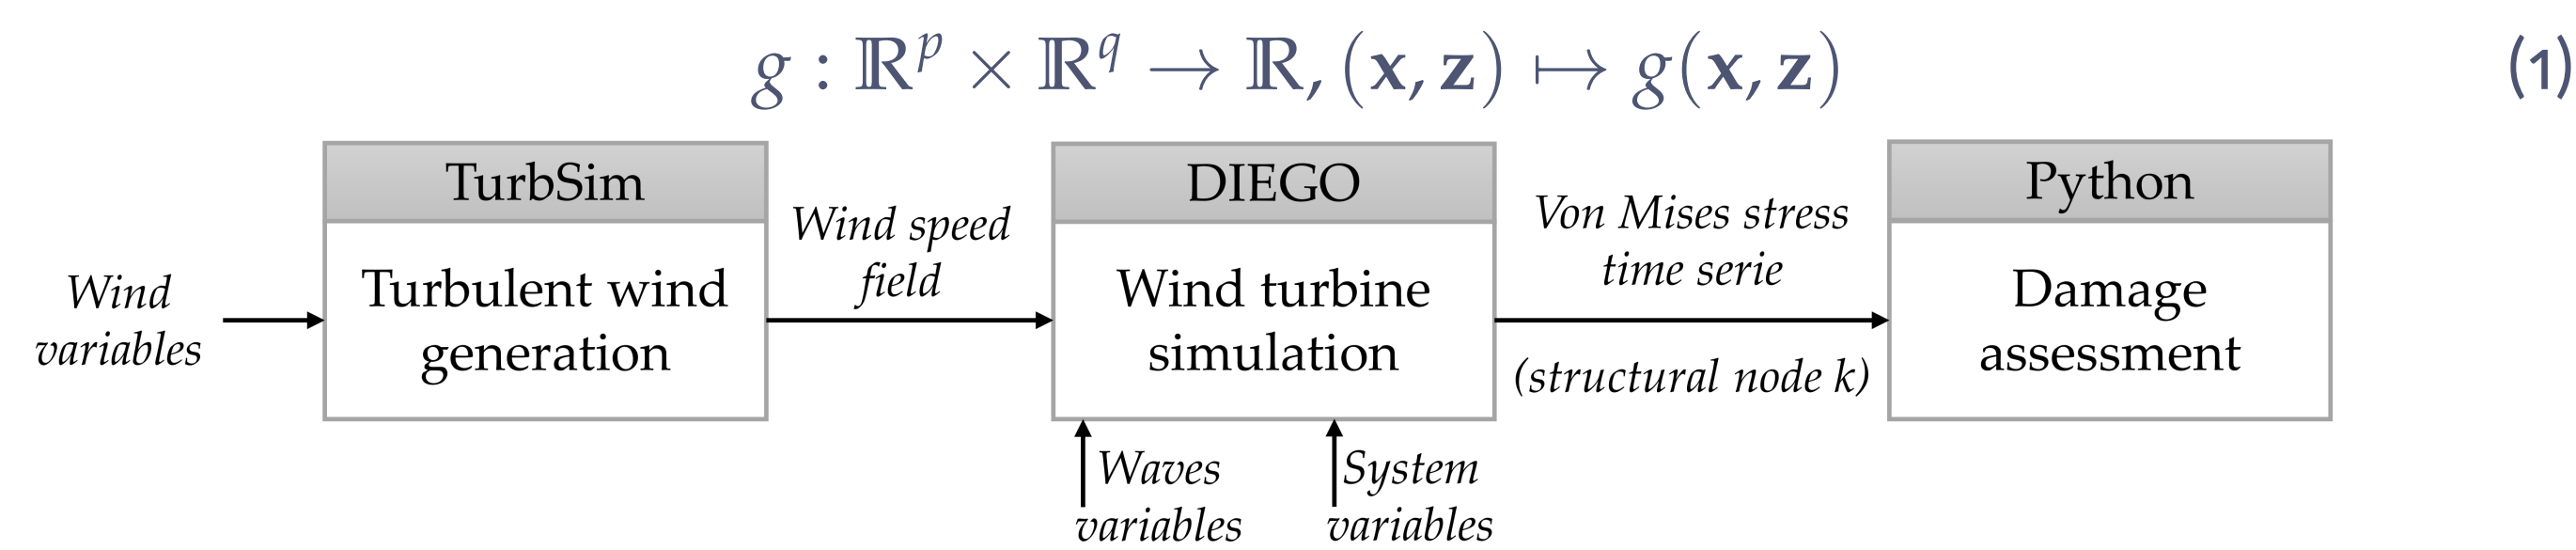 g : ℝ^p × ℝ^q → ℝ, (x, z) ↦ g(x, z) (1)
TurbSim
DIEGO
Python
Wind
variables
Turbulent wind
generation
Wind speed
field
Wind turbine
simulation
Von Mises stress
time serie
(structural node k)
Damage
assessment
Waves
variables
System
variables